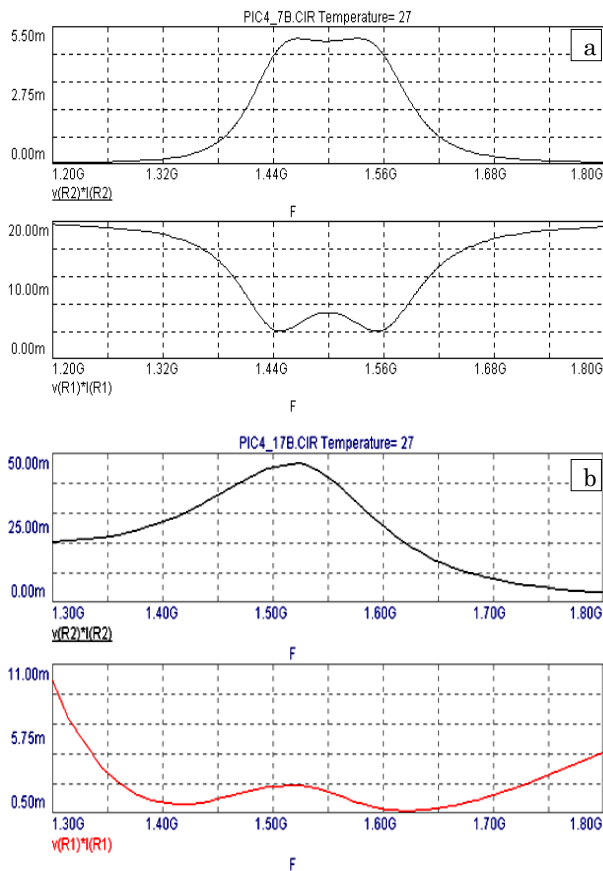 PIC4_7B.CIR Temperature= 27
a
5.50m
2.75m
0.00m
1.20G 1.32G 1.44G 1.56G 1.68G 1.80G
v(R2)*I(R2)
F
20.00m
10.00m
0.00m
1.20G 1.32G 1.44G 1.56G 1.68G 1.80G
v(R1)*I(R1)
F
PIC4_17B.CIR Temperature= 27
b
50.00m
25.00m
0.00m
1.30G 1.40G 1.50G 1.60G 1.70G 1.80G
v(R2)*I(R2)
F
11.00m
5.75m
0.50m
1.30G 1.40G 1.50G 1.60G 1.70G 1.80G
v(R1)*I(R1)
F